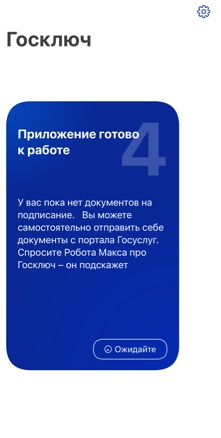 Госключ
4
Приложение готово
к работе
У вас пока нет документов на
подписание. Вы можете
самостоятельно отправить себе
документы с портала Госуслуг.
Спросите Робота Макса про
Госключ – он подскажет
Ожидайте